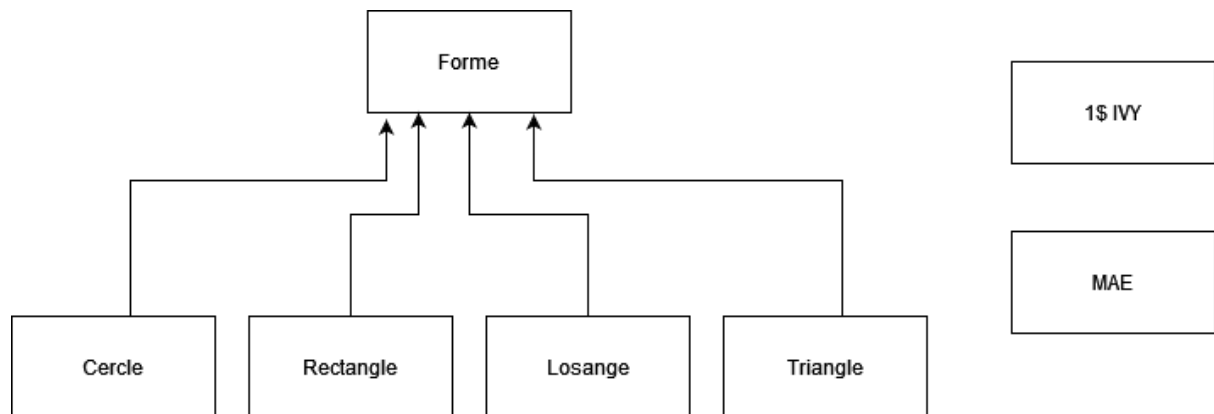 Forme
1$ IVY
MAE
Cercle
Rectangle
Losange
Triangle